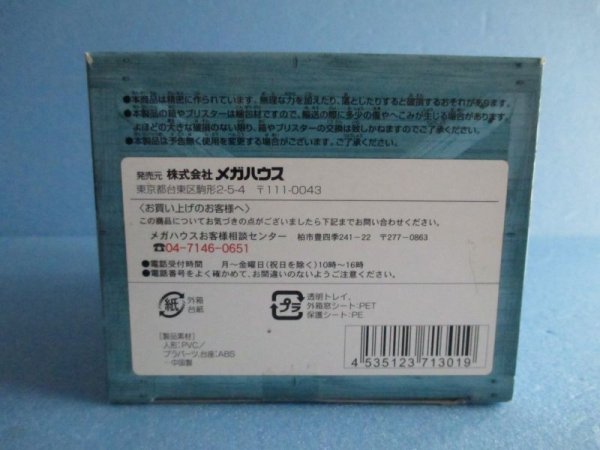 ●本商品は精密に作られています。無理な力を加えたり、落としたりすると破損するおそれがあります。
●本製品の箱やブリスターは梱包材ですので、輸送の際に多少の傷やへこみが生じる場合があります。
よほどの大きな破損のない限り、箱やブリスターの交換は致しかねますのでご了承ください。
●本製品は予告無く使用を変更する場合がございます。ご了承ください。
発売元 株式会社 メガハウス
東京都台東区駒形2-5-4 〒111-0043
〈お買い上げのお客様へ〉
この商品についてお気づきの点がございましたら下記までお問い合わせください。
メガハウスお客様相談センター 柏市豊四季241-22 〒277-0863
☎04-7146-0651
●電話受付時間 月〜金曜日(祝日を除く)10時〜16時
●電話番号をよく確かめて、お間違いのないようご注意ください。
紙 外箱
台紙
プラ 透明トレイ、
外箱窓シート:PET
保護シート:PE
［製品素材］
人形:PVC/
プラパーツ,台座:ABS
-中国製
4 535123 713019